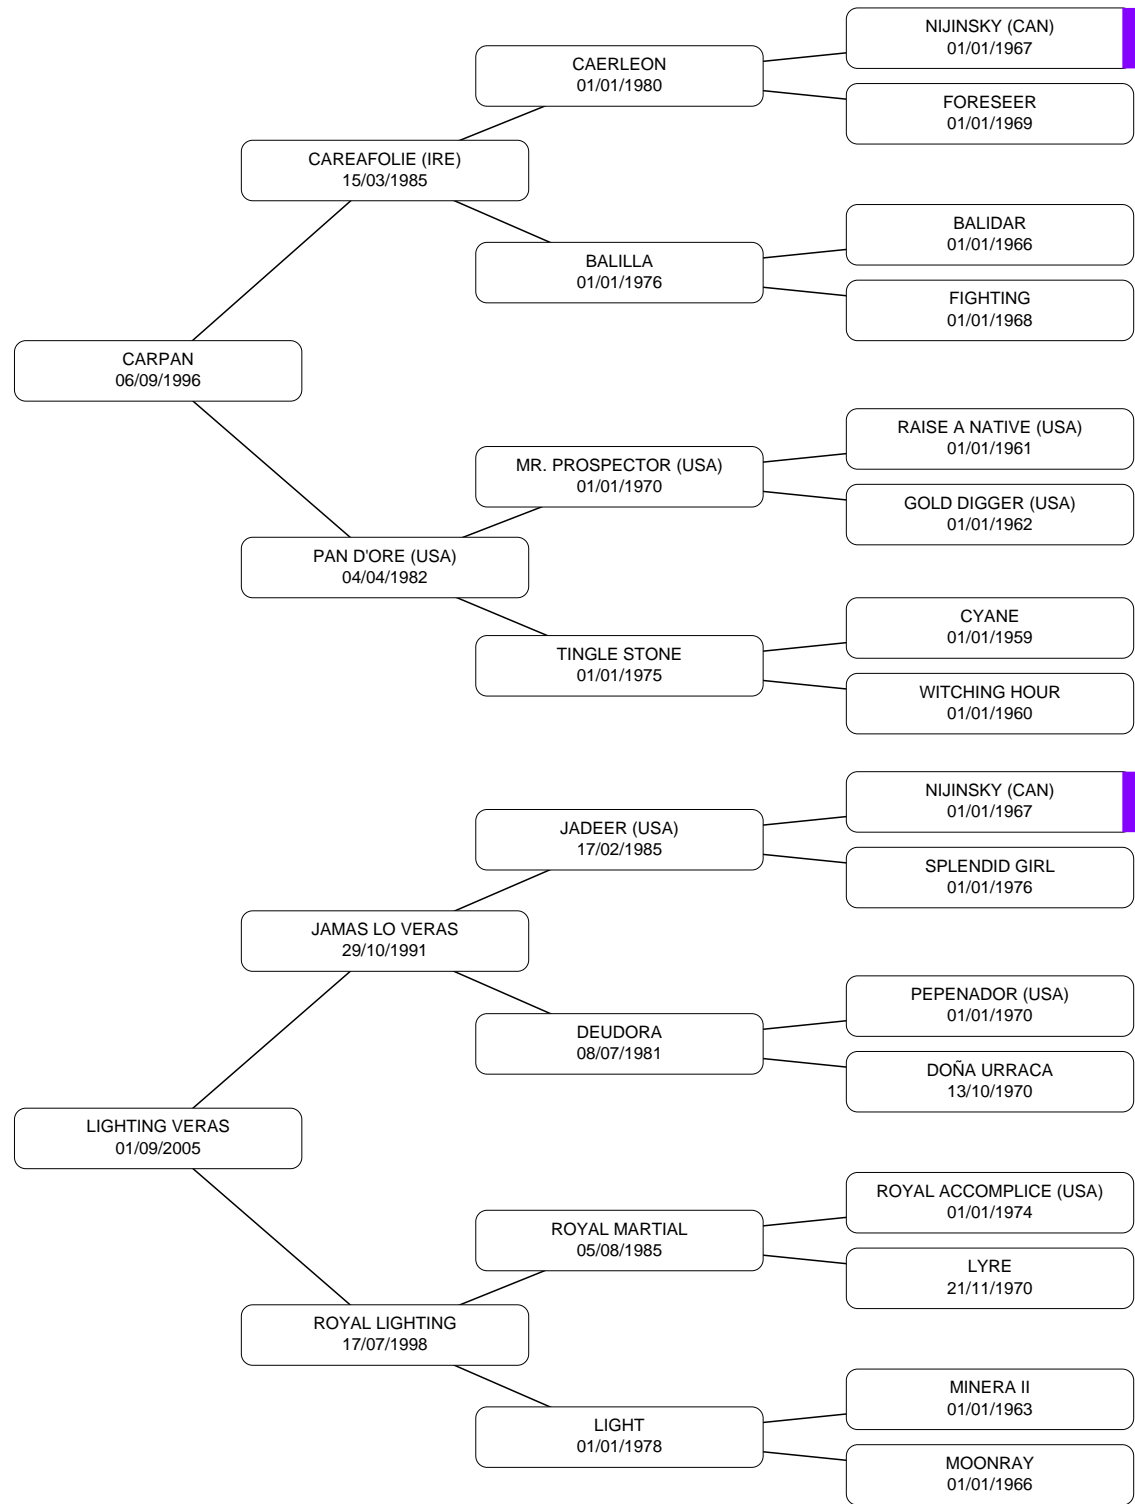 NIJINSKY (CAN)
01/01/1967
CAERLEON
01/01/1980
FORESEER
01/01/1969
CAREAFOLIE (IRE)
15/03/1985
BALIDAR
01/01/1966
BALILLA
01/01/1976
FIGHTING
01/01/1968
CARPAN
06/09/1996
RAISE A NATIVE (USA)
01/01/1961
MR. PROSPECTOR (USA)
01/01/1970
GOLD DIGGER (USA)
01/01/1962
PAN D'ORE (USA)
04/04/1982
CYANE
01/01/1959
TINGLE STONE
01/01/1975
WITCHING HOUR
01/01/1960
NIJINSKY (CAN)
01/01/1967
JADEER (USA)
17/02/1985
SPLENDID GIRL
01/01/1976
JAMAS LO VERAS
29/10/1991
PEPENADOR (USA)
01/01/1970
DEUDORA
08/07/1981
DOÑA URRACA
13/10/1970
LIGHTING VERAS
01/09/2005
ROYAL ACCOMPLICE (USA)
01/01/1974
ROYAL MARTIAL
05/08/1985
LYRE
21/11/1970
ROYAL LIGHTING
17/07/1998
MINERA II
01/01/1963
LIGHT
01/01/1978
MOONRAY
01/01/1966